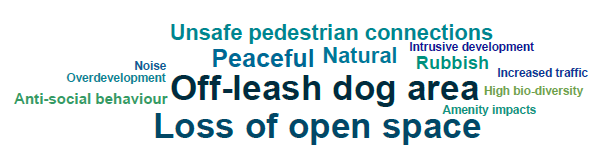 Unsafe pedestrian connections
Intrusive development
Peaceful
Natural
Noise
Rubbish
Increased traffic
Overdevelopment
Off-leash dog area
High bio-diversity
Anti-social behaviour
Amenity impacts
Loss of open space